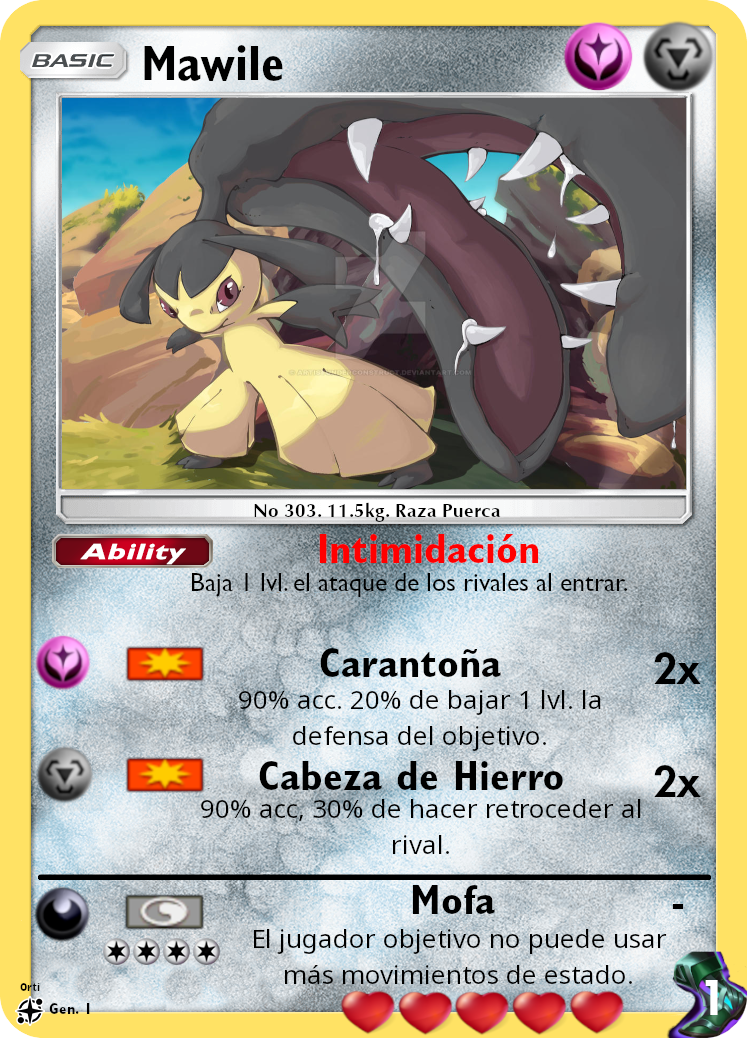 BASIC Mawile
No 303. 11.5kg. Raza Puerca
Ability Intimidación
Baja 1 lvl. el ataque de los rivales al entrar.
Carantoña 2x
90% acc. 20% de bajar 1 lvl. la
defensa del objetivo.
Cabeza de Hierro 2x
90% acc, 30% de hacer retroceder al
rival.
Mofa -
El jugador objetivo no puede usar
más movimientos de estado.
Orti
Gen. 1
1